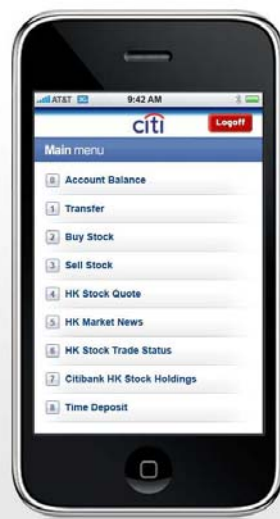 AT&T 3G 9:42 AM
citi Logoff
Main menu
0 Account Balance
1 Transfer
2 Buy Stock
3 Sell Stock
4 HK Stock Quote
5 HK Market News
6 HK Stock Trade Status
7 Citibank HK Stock Holdings
8 Time Deposit